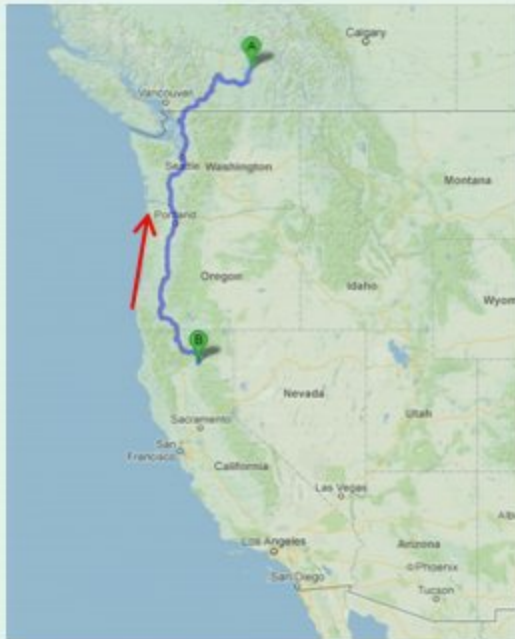 A
Calgary
Vancouver
Seattle
Washington
Montana
Portland
Oregon
Idaho
Wyom
B
Nevada
Utah
Sacramento
San
Francisco
California
Las Vegas
Albu
Los Angeles
Arizona
Phoenix
San Diego
Tucson